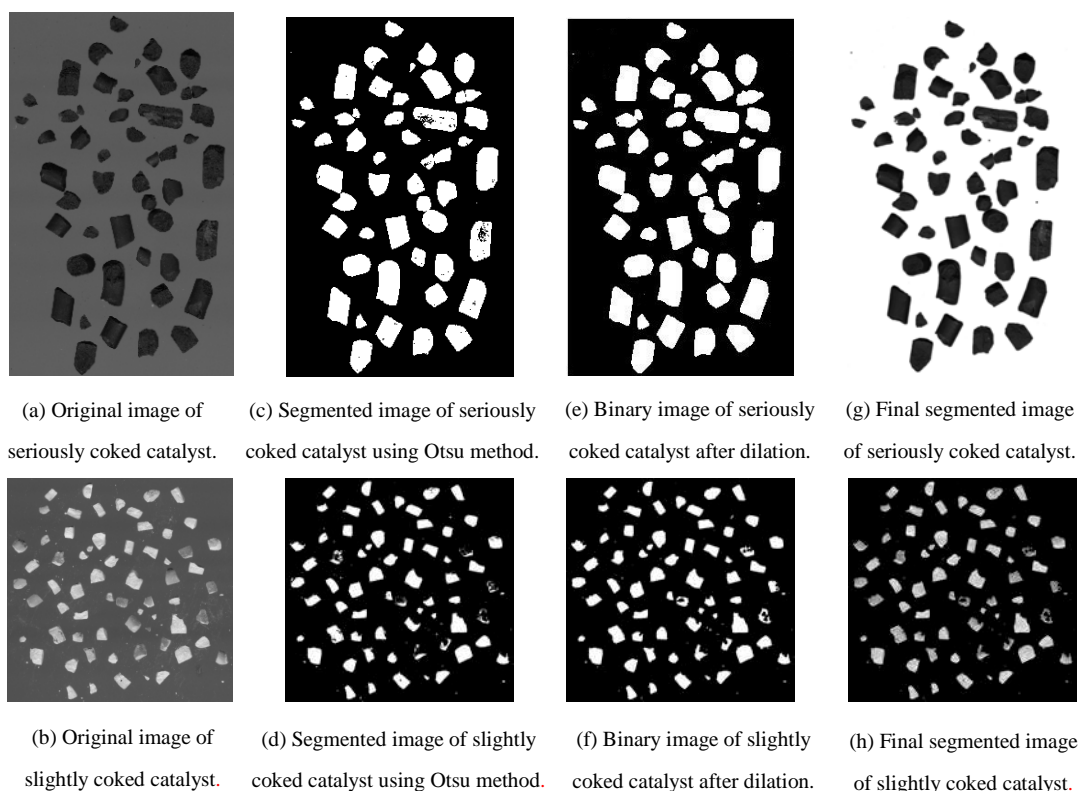 (a) Original image of
seriously coked catalyst.
(c) Segmented image of seriously
coked catalyst using Otsu method.
(e) Binary image of seriously
coked catalyst after dilation.
(g) Final segmented image
of seriously coked catalyst.
(b) Original image of
slightly coked catalyst.
(d) Segmented image of slightly
coked catalyst using Otsu method.
(f) Binary image of slightly
coked catalyst after dilation.
(h) Final segmented image
of slightly coked catalyst.